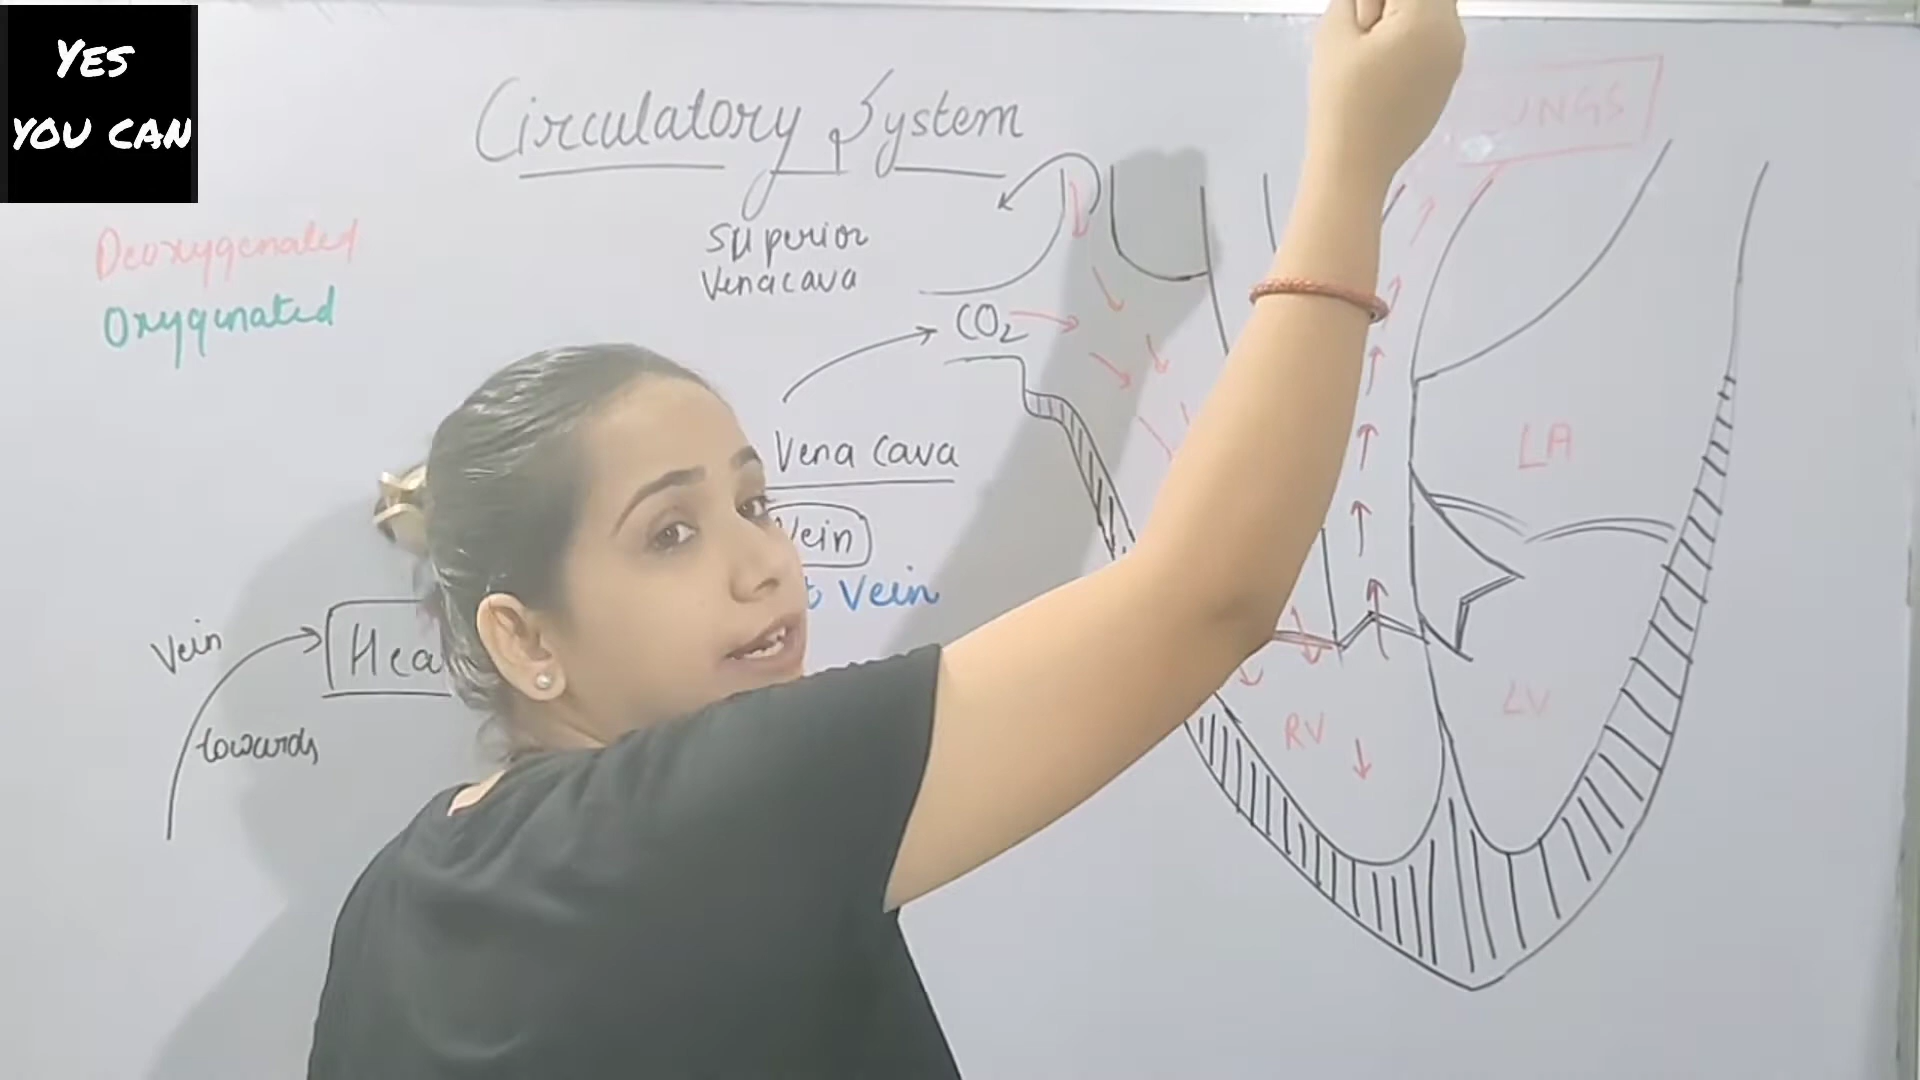 YES
YOU CAN
Circulatory System
Deoxygenated
Oxygenated
Superior
Venacava
CO2
Vena Cava
Vein
Vein
Vein
towards
LA
RV
LV